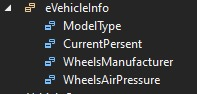 eVehicleInfo
ModelType
CurrentPersent
WheelsManufacturer
WheelsAirPressure